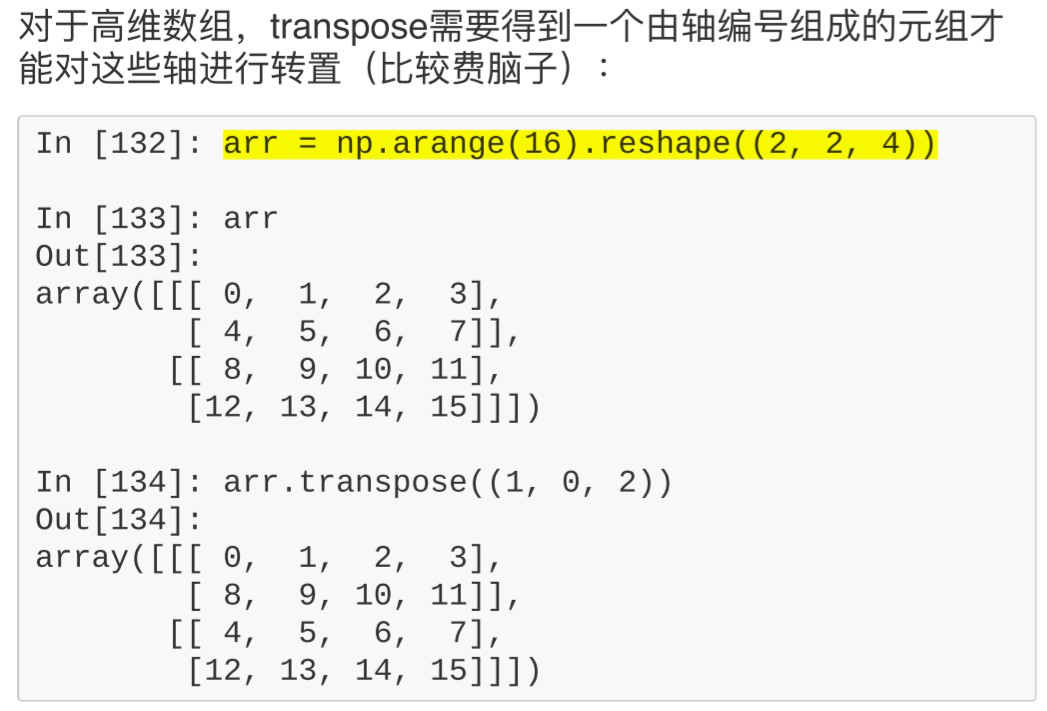 对于高维数组，transpose需要得到一个由轴编号组成的元组才
能对这些轴进行转置（比较费脑子）：
In [132]: arr = np.arange(16).reshape((2, 2, 4))
In [133]: arr
Out[133]:
array([[[ 0,  1,  2,  3],
        [ 4,  5,  6,  7]],
       [[ 8,  9, 10, 11],
        [12, 13, 14, 15]]])
In [134]: arr.transpose((1, 0, 2))
Out[134]:
array([[[ 0,  1,  2,  3],
        [ 8,  9, 10, 11]],
       [[ 4,  5,  6,  7],
        [12, 13, 14, 15]]])